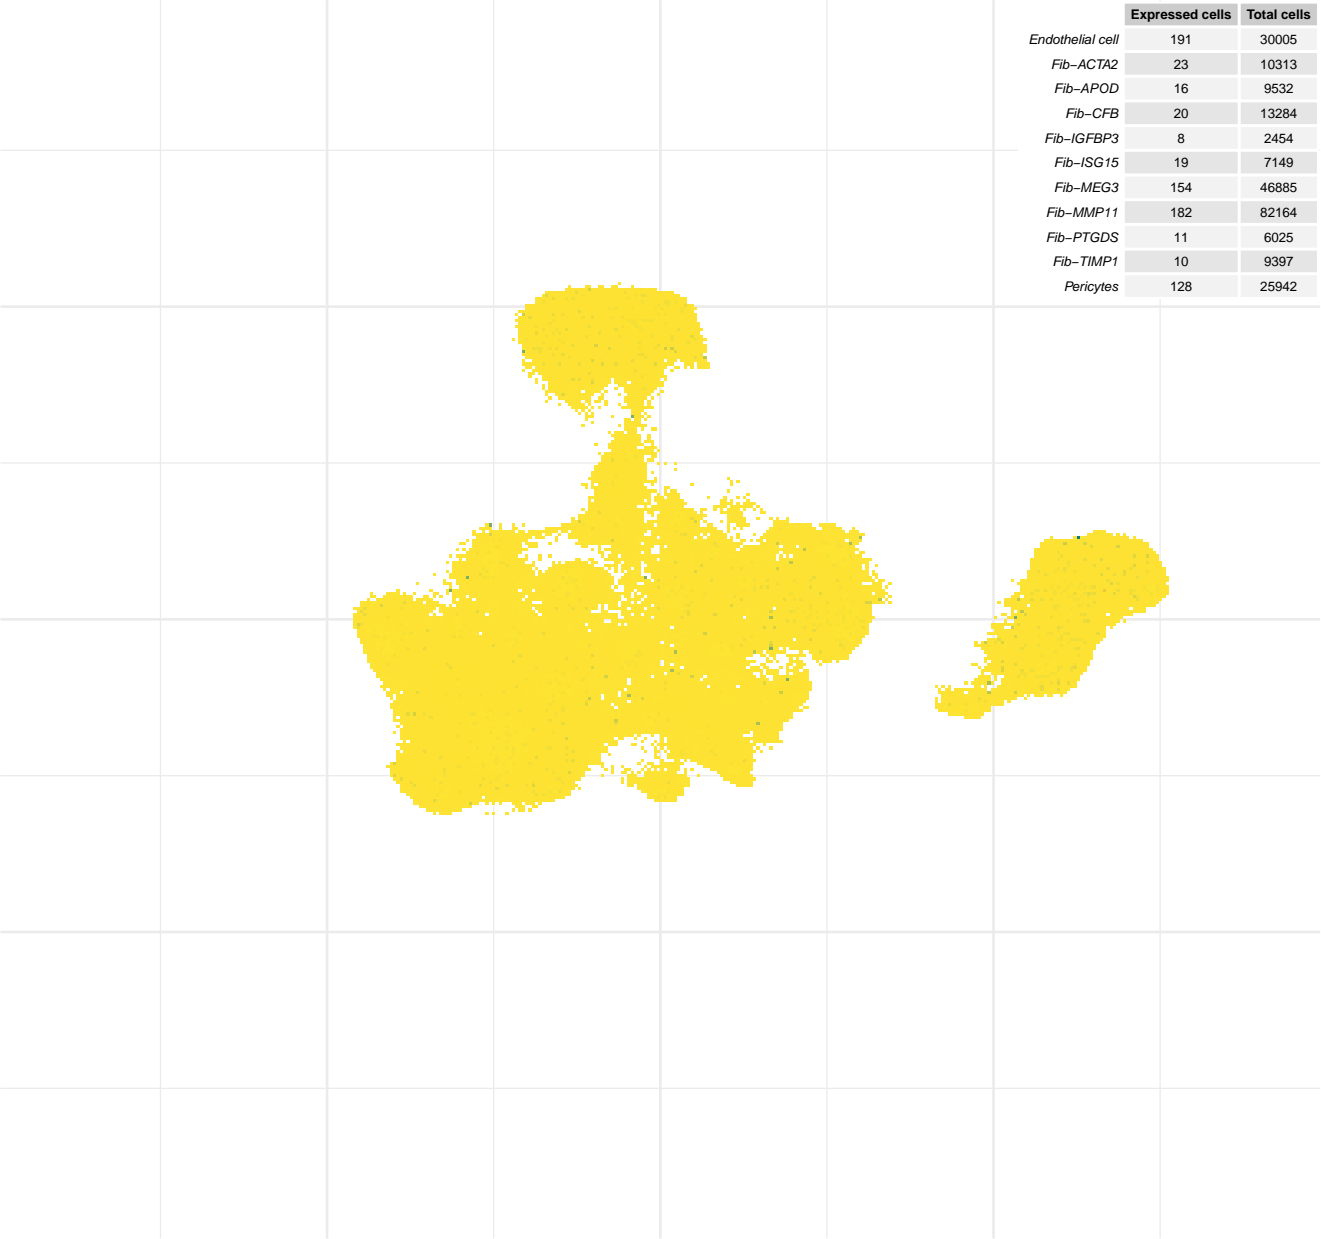 Expressed cells Total cells
Endothelial cell 191 30005
Fib−ACTA2 23 10313
Fib−APOD 16 9532
Fib−CFB 20 13284
Fib−IGFBP3 8 2454
Fib−ISG15 19 7149
Fib−MEG3 154 46885
Fib−MMP11 182 82164
Fib−PTGDS 11 6025
Fib−TIMP1 10 9397
Pericytes 128 25942